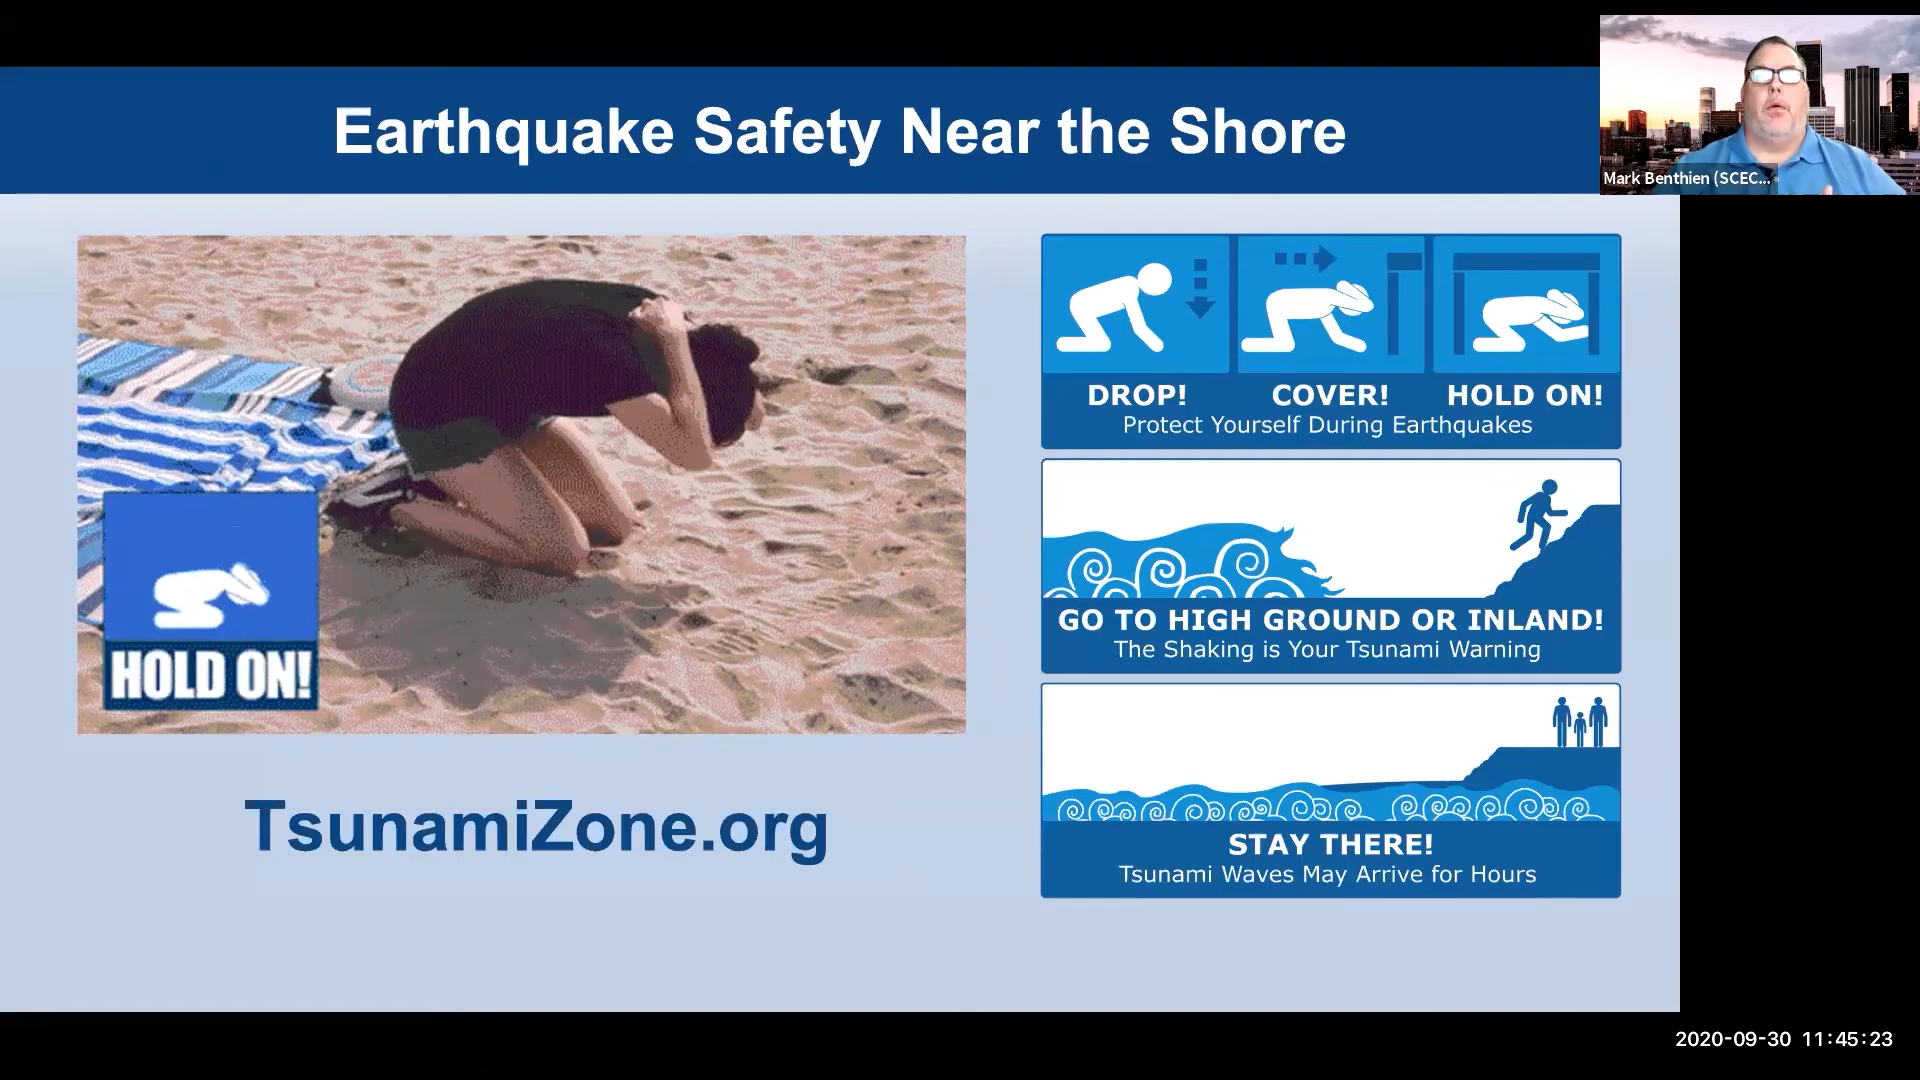 Earthquake Safety Near the Shore
Mark Benthien (SCEC...
HOLD ON!
TsunamiZone.org
DROP! COVER! HOLD ON!
Protect Yourself During Earthquakes
GO TO HIGH GROUND OR INLAND!
The Shaking is Your Tsunami Warning
STAY THERE!
Tsunami Waves May Arrive for Hours
2020-09-30 11:45:23